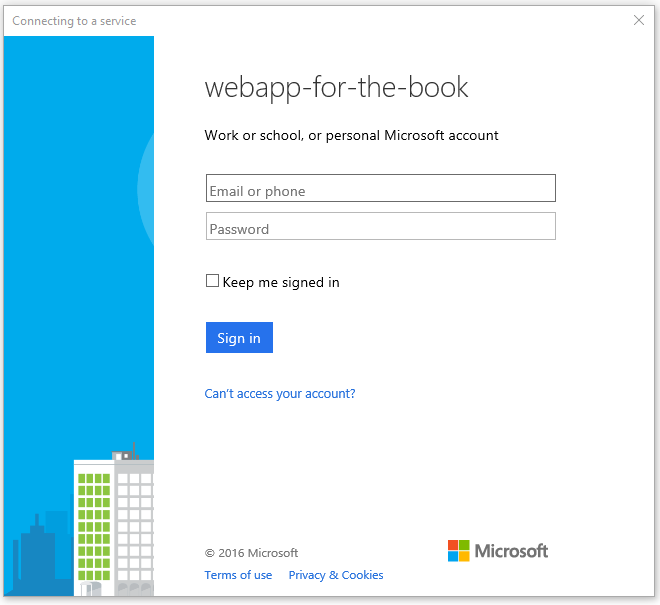 Connecting to a service
webapp-for-the-book
Work or school, or personal Microsoft account
Email or phone
Password
Keep me signed in
Sign in
Can't access your account?
© 2016 Microsoft
Microsoft
Terms of use Privacy & Cookies